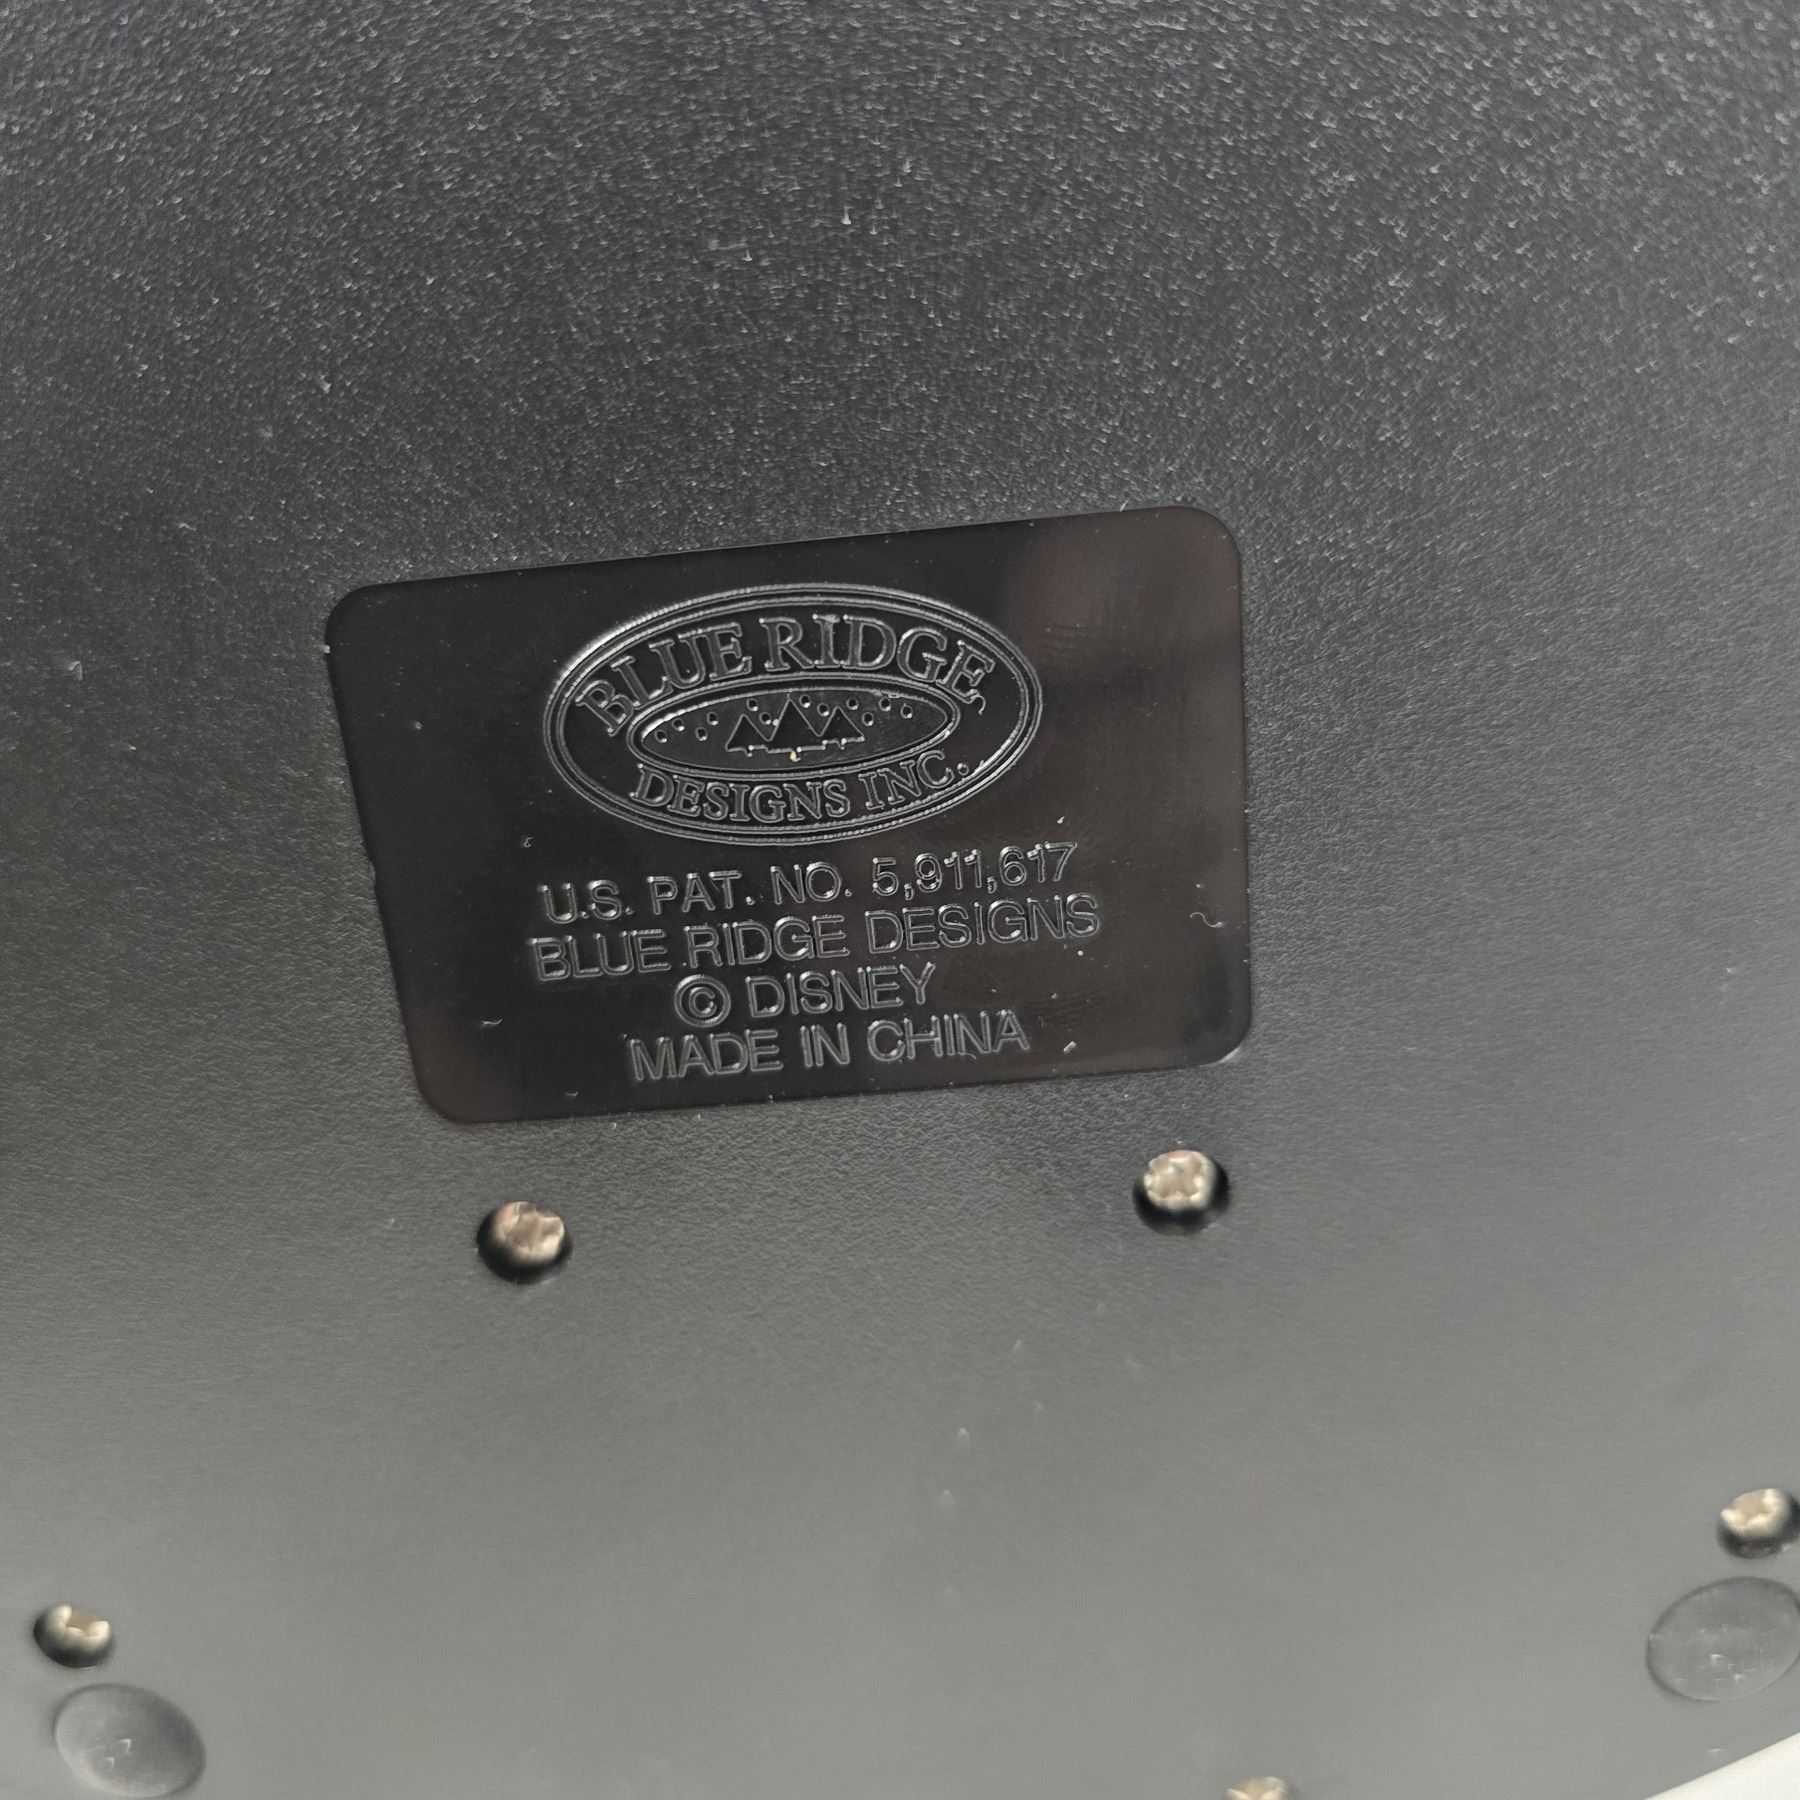 BLUE RIDGE
DESIGNS INC.
U.S. PAT. NO. 5,911,617
BLUE RIDGE DESIGNS
© DISNEY
MADE IN CHINA